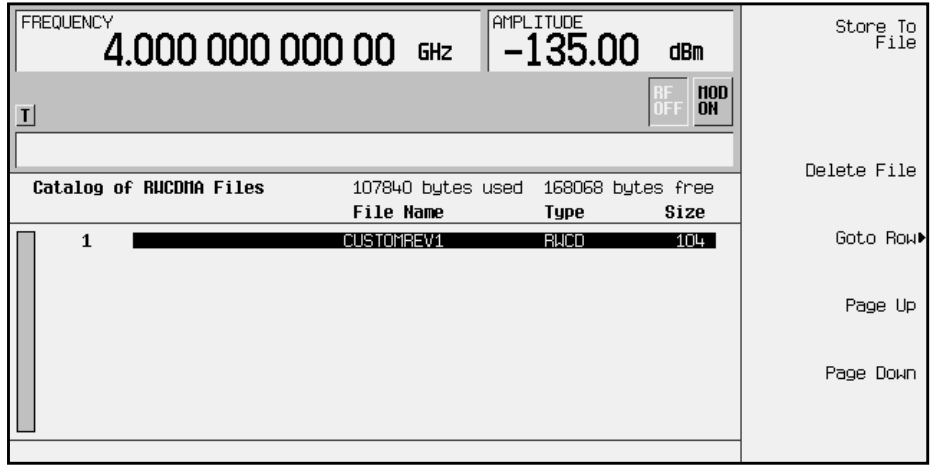 FREQUENCY
4.000 000 000 00 GHz
AMPLITUDE
-135.00 dBm
RF OFF
MOD ON
T
Catalog of RWCDMA Files 107840 bytes used 168068 bytes free
File Name Type Size
1 CUSTOMREV1 RWCD 104
Store To
File
Delete File
Goto Row
Page Up
Page Down